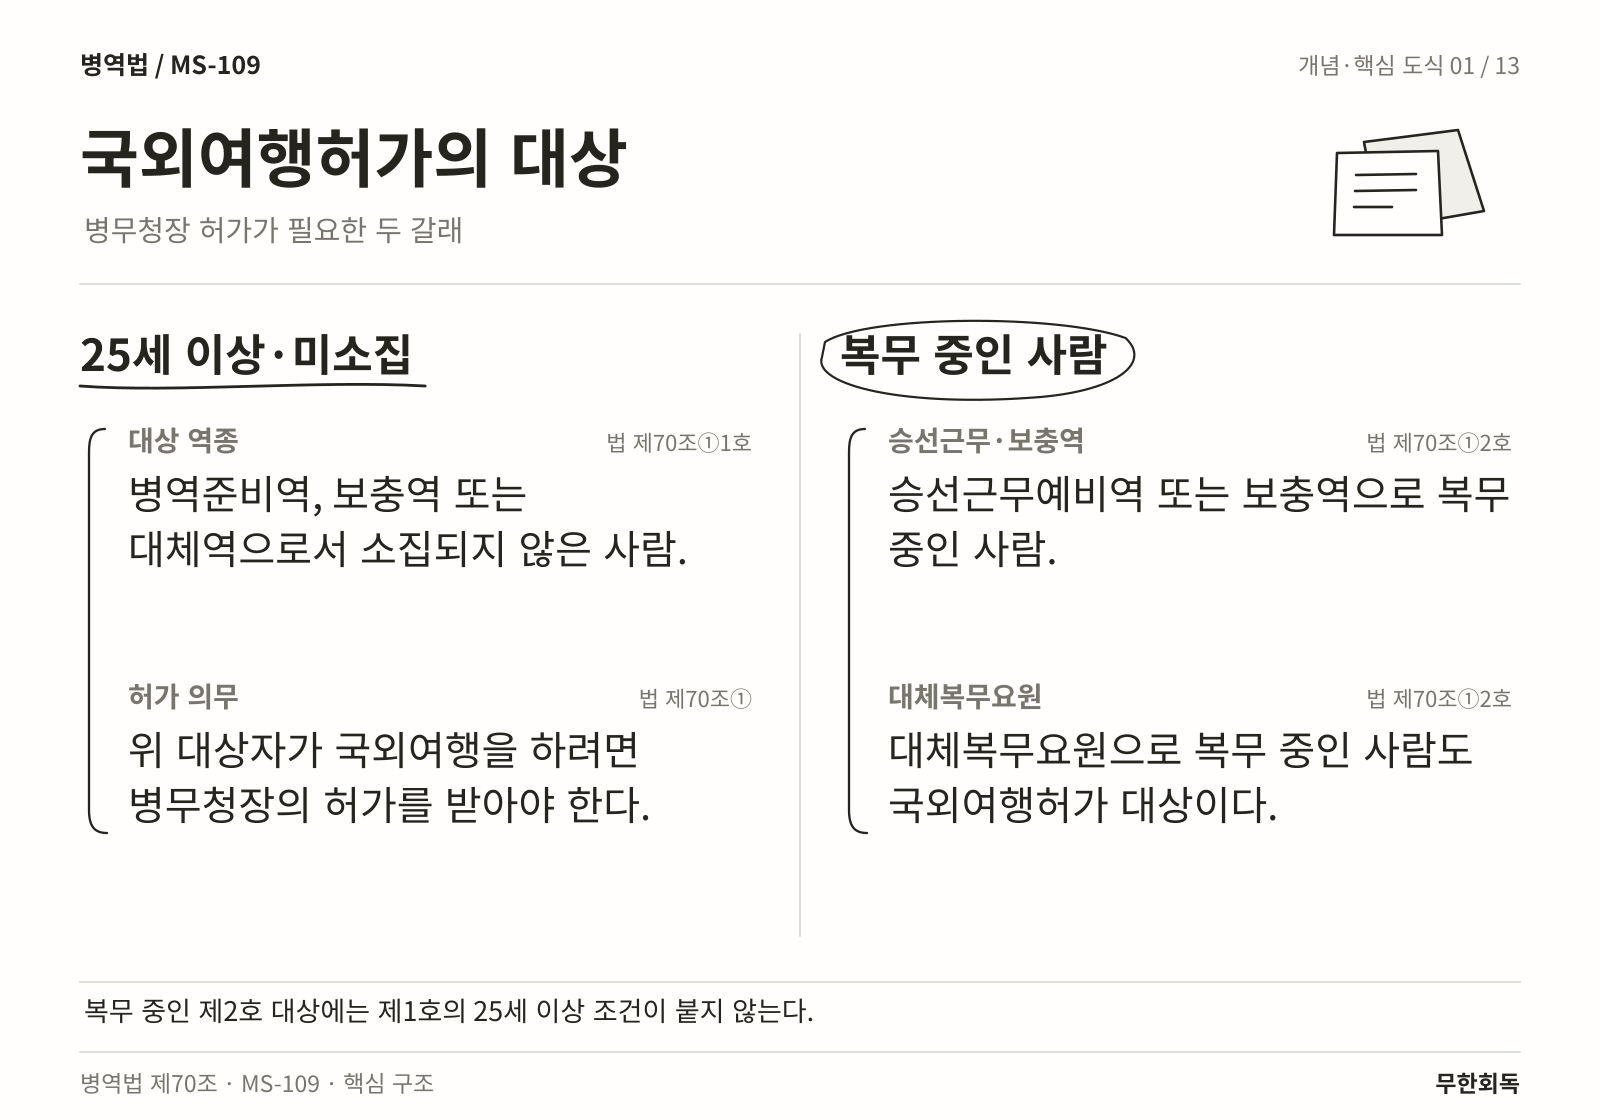 병역법 / MS-109
개념·핵심 도식 01 / 13
국외여행허가의 대상
병무청장 허가가 필요한 두 갈래
25세 이상·미소집
대상 역종
법 제70조①1호
병역준비역, 보충역 또는
대체역으로서 소집되지 않은 사람.
허가 의무
법 제70조①
위 대상자가 국외여행을 하려면
병무청장의 허가를 받아야 한다.
복무 중인 사람
승선근무·보충역
법 제70조①2호
승선근무예비역 또는 보충역으로 복무
중인 사람.
대체복무요원
법 제70조①2호
대체복무요원으로 복무 중인 사람도
국외여행허가 대상이다.
복무 중인 제2호 대상에는 제1호의 25세 이상 조건이 붙지 않는다.
병역법 제70조 · MS-109 · 핵심 구조
무한회독